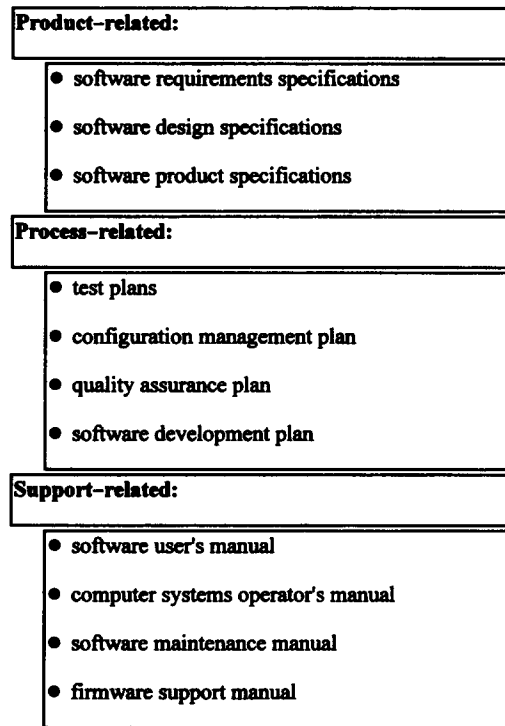 Product-related:
● software requirements specifications
● software design specifications
● software product specifications
Process-related:
● test plans
● configuration management plan
● quality assurance plan
● software development plan
Support-related:
● software user's manual
● computer systems operator's manual
● software maintenance manual
● firmware support manual